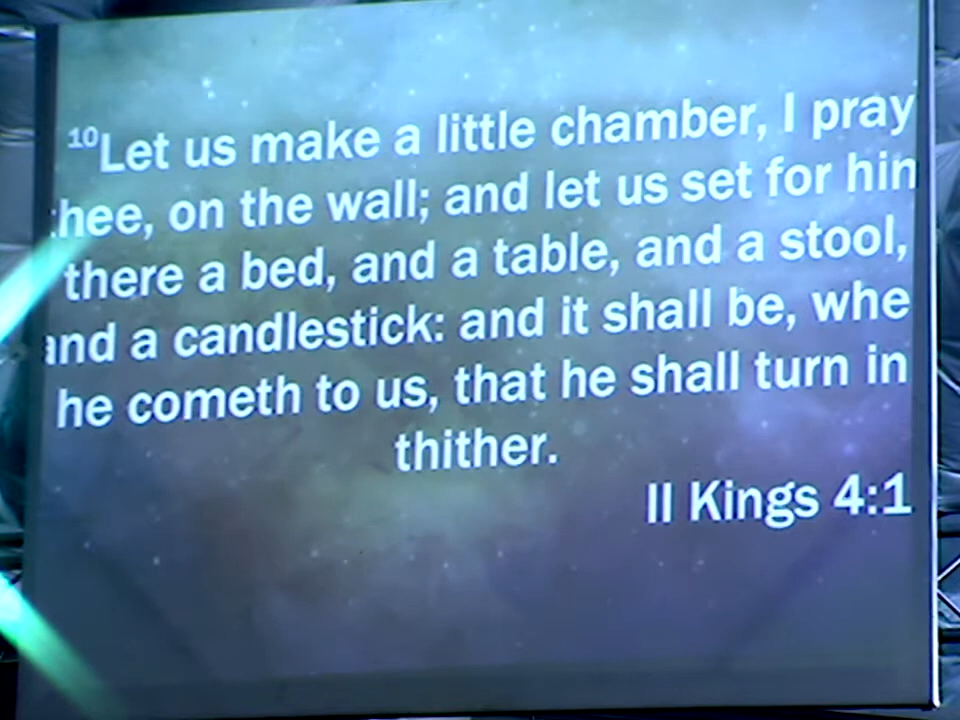 10Let us make a little chamber, I pray
thee, on the wall; and let us set for him
there a bed, and a table, and a stool,
and a candlestick: and it shall be, whe
he cometh to us, that he shall turn in
thither.
II Kings 4:1